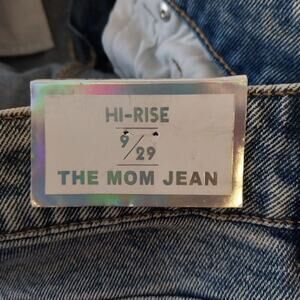 HI-RISE
9/29
THE MOM JEAN